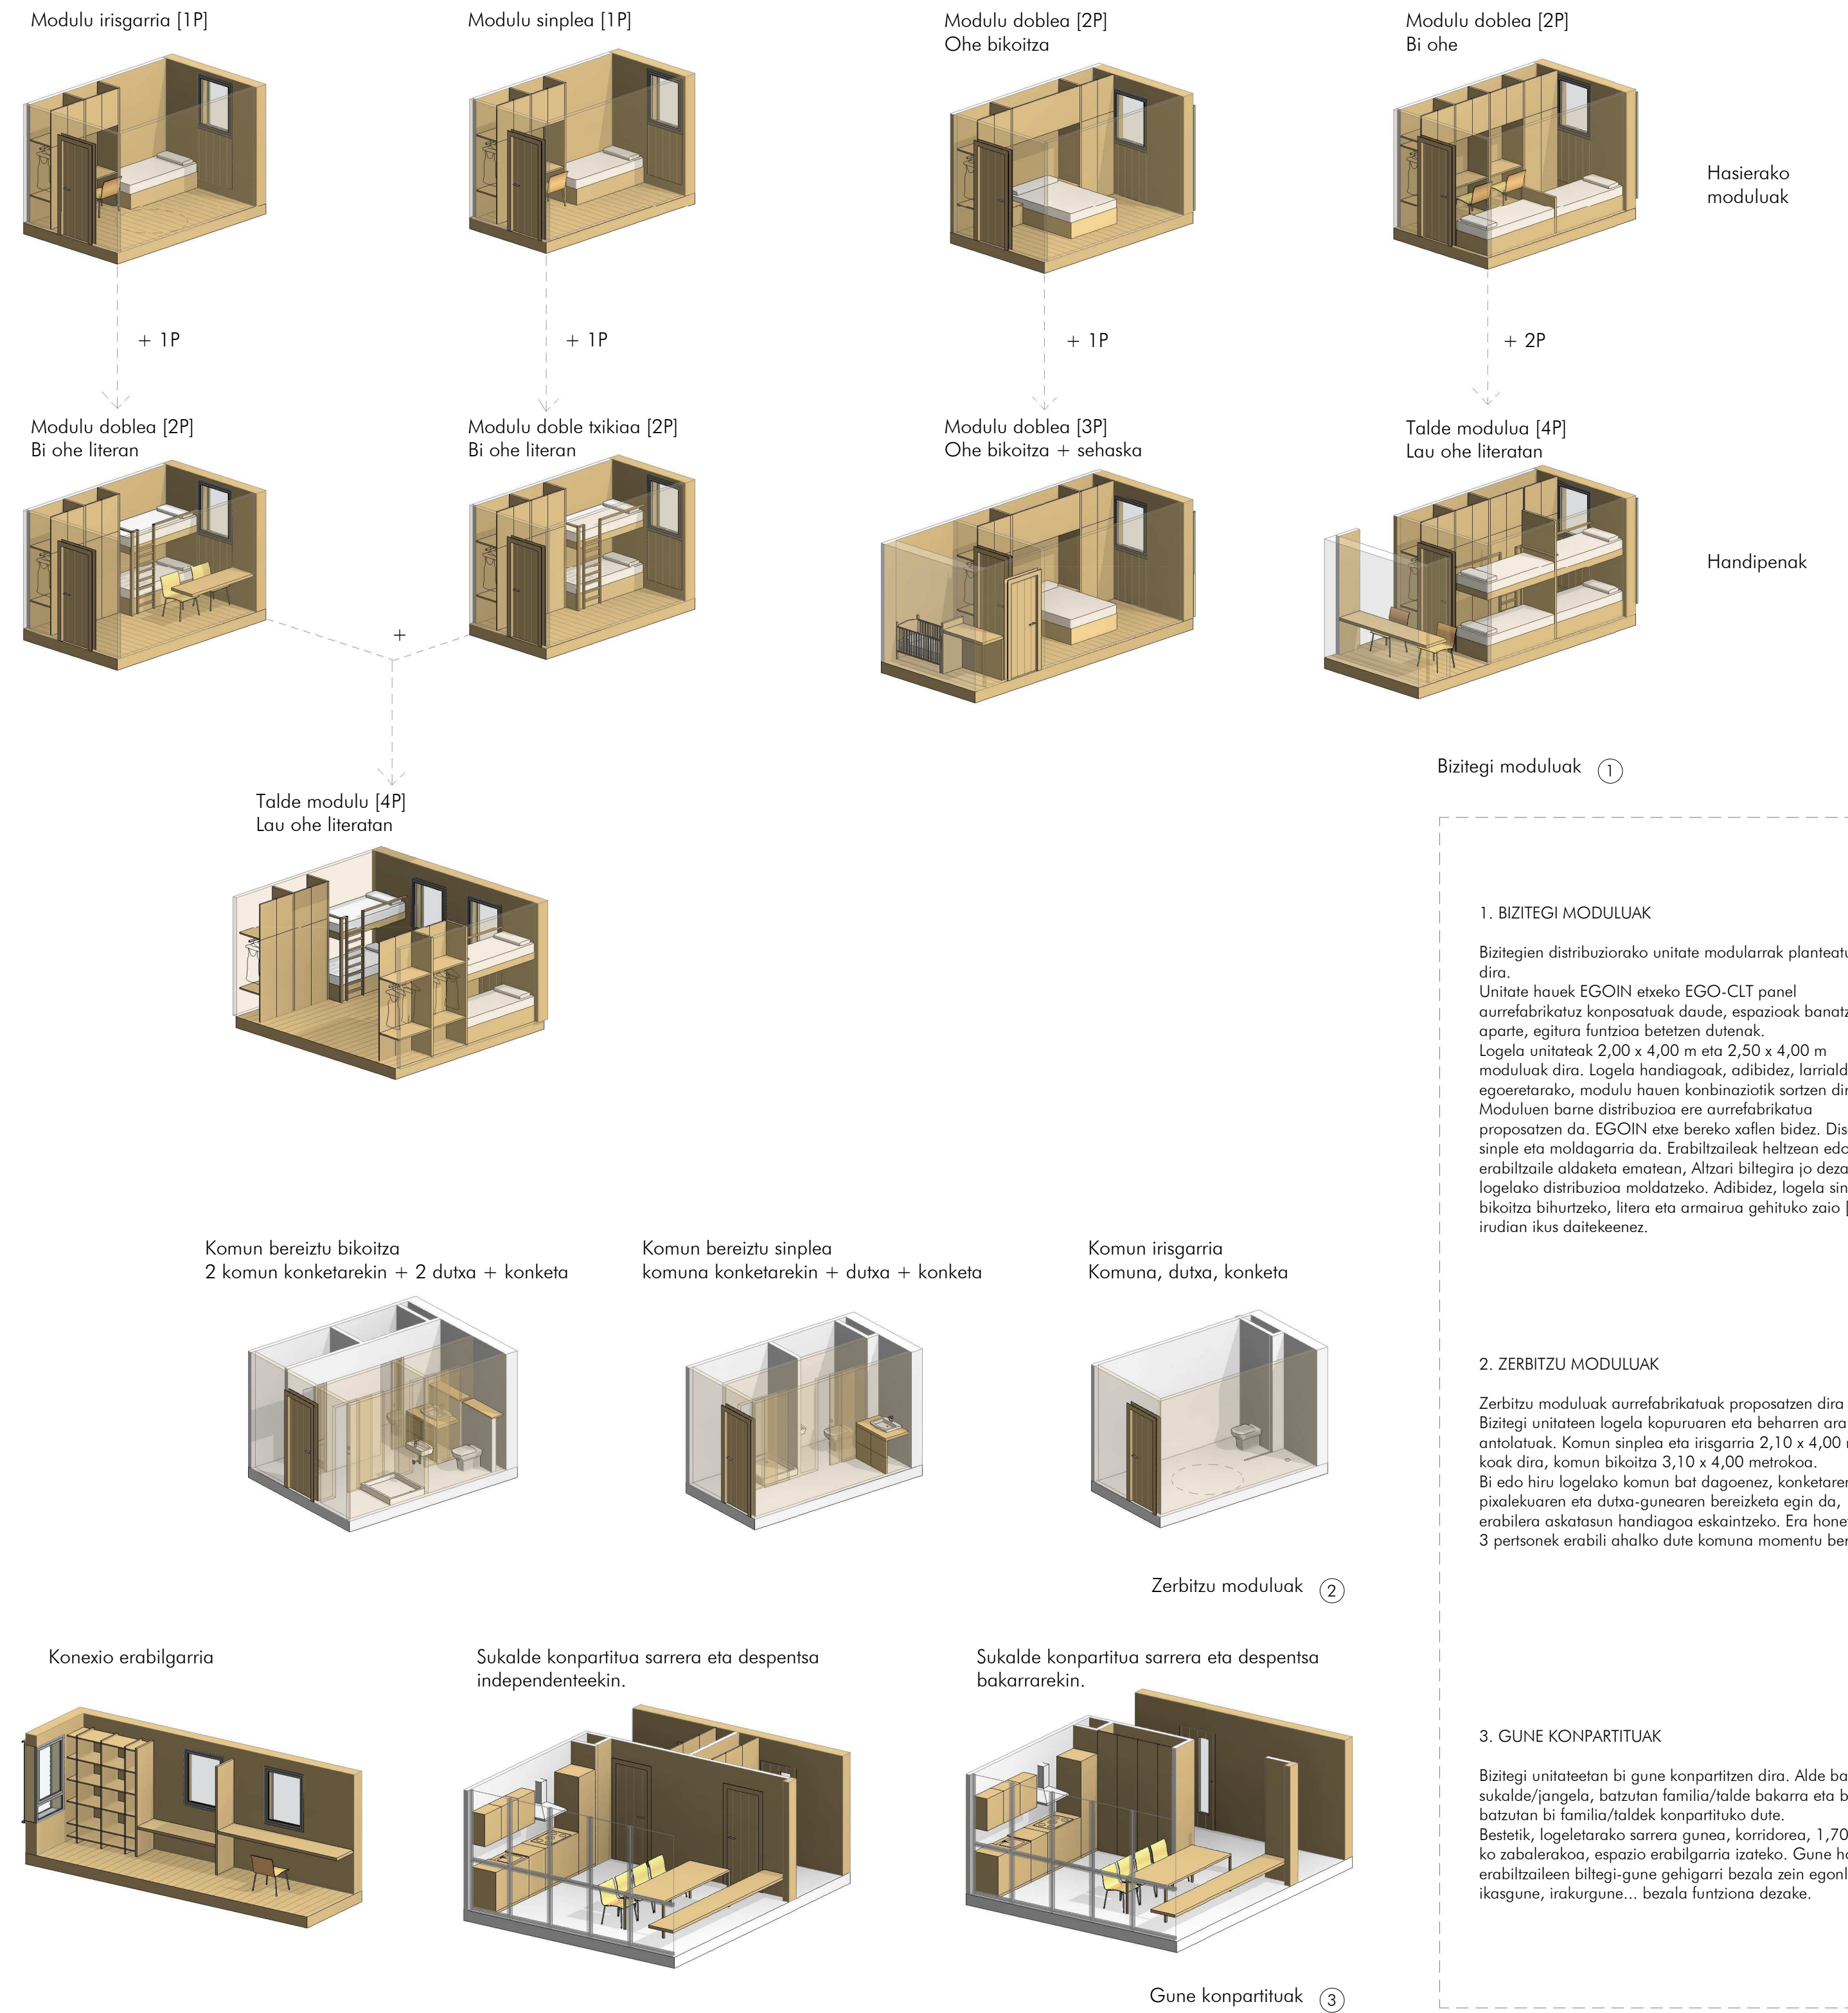 Modulu irisgarria [1P]
Modulu sinplea [1P]
Modulu doblea [2P]
Ohe bikoitza
Modulu doblea [2P]
Bi ohe
Hasierako
moduluak
+ 1P
+ 1P
+ 1P
+ 2P
Modulu doblea [2P]
Bi ohe literan
Modulu doble txikiaa [2P]
Bi ohe literan
Modulu doblea [3P]
Ohe bikoitza + sehaska
Talde modulua [4P]
Lau ohe literatan
Handipenak
+
Talde modulu [4P]
Lau ohe literatan
Bizitegi moduluak 1
1. BIZITEGI MODULUAK
Bizitegien distribuziorako unitate modularrak
dira.
Unitate hauek EGOIN etxeko EGO-CLT panel
aurrefabrikatuz konposatuak daude, espazioak
aparte, egitura funtzioa betetzen dutenak.
Logela unitateak 2,00 x 4,00 m eta 2,50 x 4,00 m
moduluak dira. Logela handiagoak, adibidez,
egoeretarako, modulu hauen konbinaziotik sortzen
Moduluen barne distribuzioa ere aurrefabrikatua
proposatzen da. EGOIN etxe bereko xaflen bidez.
sinple eta moldagarria da. Erabiltzaileak heltzean edo
erabiltzaile aldaketa ematean, Altzari biltegira jo
logelako distribuzioa moldatzeko. Adibidez, logela
bikoitza bihurtzeko, litera eta armairua gehituko zaio [
irudian ikus daitekeenez.
Komun bereiztu bikoitza
2 komun konketarekin + 2 dutxa + konketa
Komun bereiztu sinplea
komuna konketarekin + dutxa + konketa
Komun irisgarria
Komuna, dutxa, konketa
Zerbitzu moduluak 2
2. ZERBITZU MODULUAK
Zerbitzu moduluak aurrefabrikatuak proposatzen dira
Bizitegi unitateen logela kopuruaren eta beharren
antolatuak. Komun sinplea eta irisgarria 2,10 x 4,00
koak dira, komun bikoitza 3,10 x 4,00 metrokoa.
Bi edo hiru logelako komun bat dagoenez,
pixalekuaren eta dutxa-gunearen bereizketa egin da,
erabilera askatasun handiagoa eskaintzeko. Era
3 pertsonek erabili ahalko dute komuna momentu
Konexio erabilgarria
Sukalde konpartitua sarrera eta despentsa
independenteekin.
Sukalde konpartitua sarrera eta despentsa
bakarrarekin.
Gune konpartituak 3
3. GUNE KONPARTITUAK
Bizitegi unitateetan bi gune konpartitzen dira. Alde
sukalde/jangela, batzutan familia/talde bakarra eta
batzutan bi familia/taldek konpartituko dute.
Bestetik, logeletarako sarrera gunea, korridorea, 1,70
ko zabalerakoa, espazio erabilgarria izateko. Gune
erabiltzaileen biltegi-gune gehigarri bezala zein
ikasgune, irakurgune... bezala funtziona dezake.